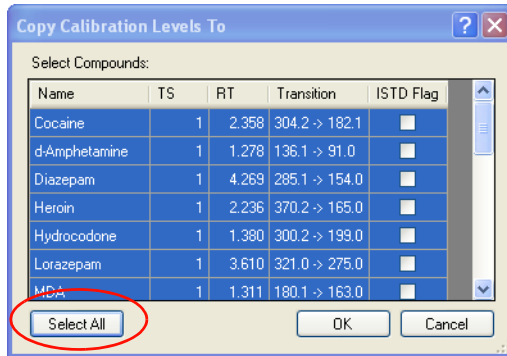 Copy Calibration Levels To
Select Compounds:
Name TS RT Transition ISTD Flag
Cocaine 1 2.358 304.2 -> 182.1
d-Amphetamine 1 1.278 136.1 -> 91.0
Diazepam 1 4.269 285.1 -> 154.0
Heroin 1 2.236 370.2 -> 165.0
Hydrocodone 1 1.380 300.2 -> 199.0
Lorazepam 1 3.610 321.0 -> 275.0
MDA 1 1.311 180.1 -> 163.0
Select All OK Cancel